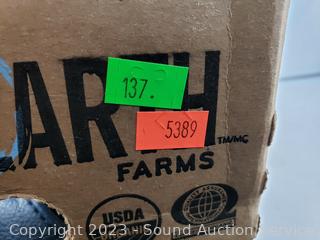 137.
ARTH
5389
TM/MC
FARMS
USDA
Copyright 2023 - Sound Auction Service